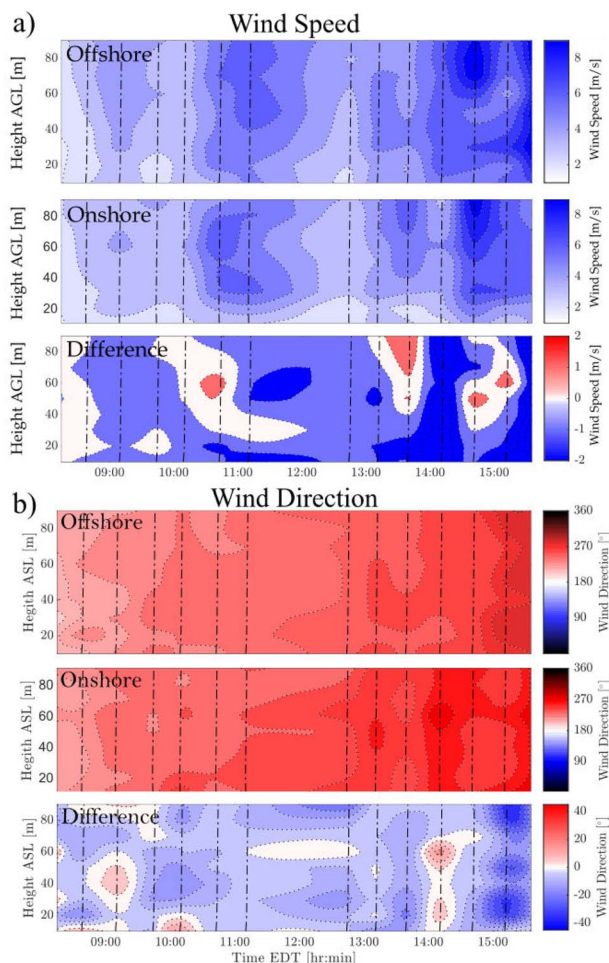 a) Wind Speed
Offshore
Height AGL [m]
80
60
40
20
8
6
4
2
Wind Speed [m/s]
Onshore
Height AGL [m]
80
60
40
20
8
6
4
2
Wind Speed [m/s]
Difference
Height AGL [m]
80
60
40
20
2
1
0
-1
-2
Wind Speed [m/s]
09:00 10:00 11:00 12:00 13:00 14:00 15:00
b) Wind Direction
Offshore
Hegith ASL [m]
80
60
40
20
360
270
180
90
Wind Direction [°]
Onshore
Hegith ASL [m]
80
60
40
20
360
270
180
90
Wind Direction [°]
Difference
Height ASL [m]
80
60
40
20
40
30
20
10
0
-10
-20
-30
-40
Wind Direction [°]
09:00 10:00 11:00 12:00 13:00 14:00 15:00
Time EDT [hr:min]